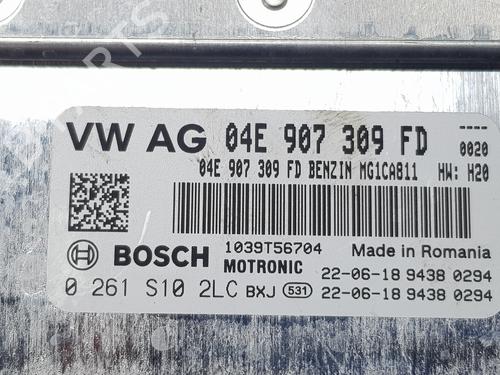 VW AG 04E 907 309 FD ----
0020
04E 907 309 FD BENZIN MG1CA811 HW: H20
BOSCH 1039T56704 Made in Romania
MOTRONIC 22-06-18 9438 0294
0 261 S10 2LC BXJ 531 22-06-18 9438 0294